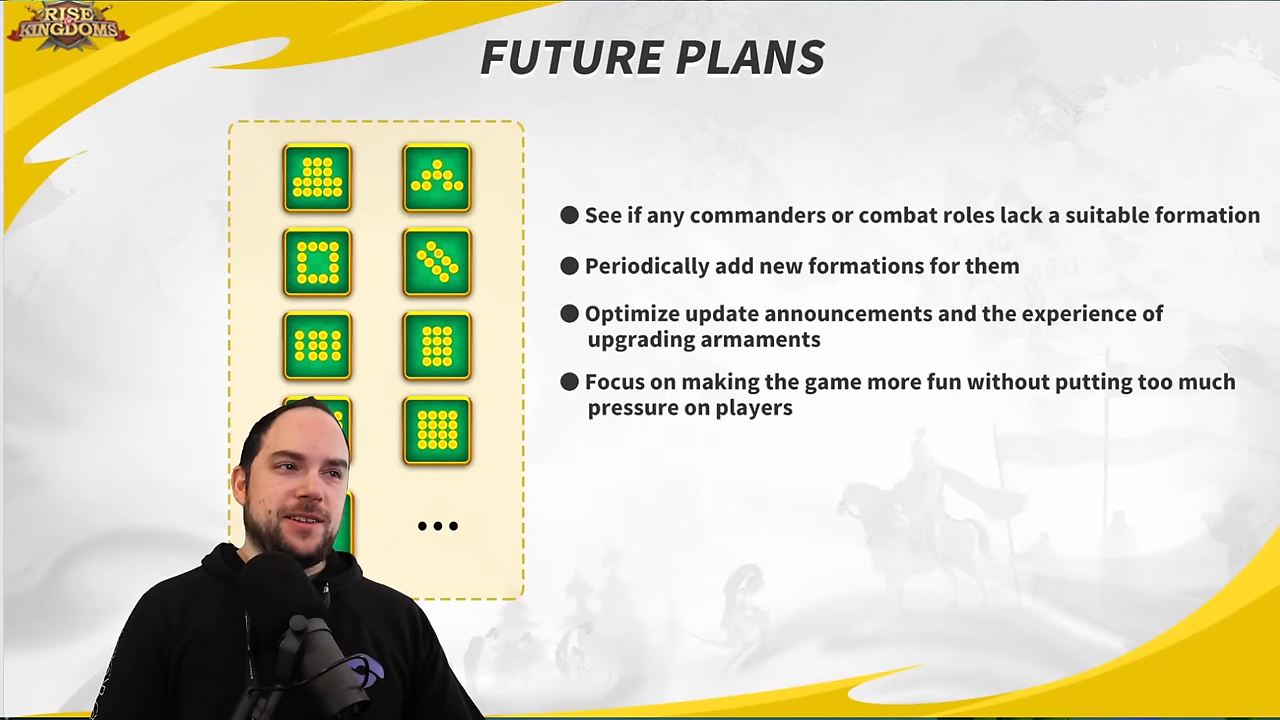 RISE
OF
KINGDOMS
FUTURE PLANS
● See if any commanders or combat roles lack a suitable formation
● Periodically add new formations for them
● Optimize update announcements and the experience of
upgrading armaments
● Focus on making the game more fun without putting too much
pressure on players
...